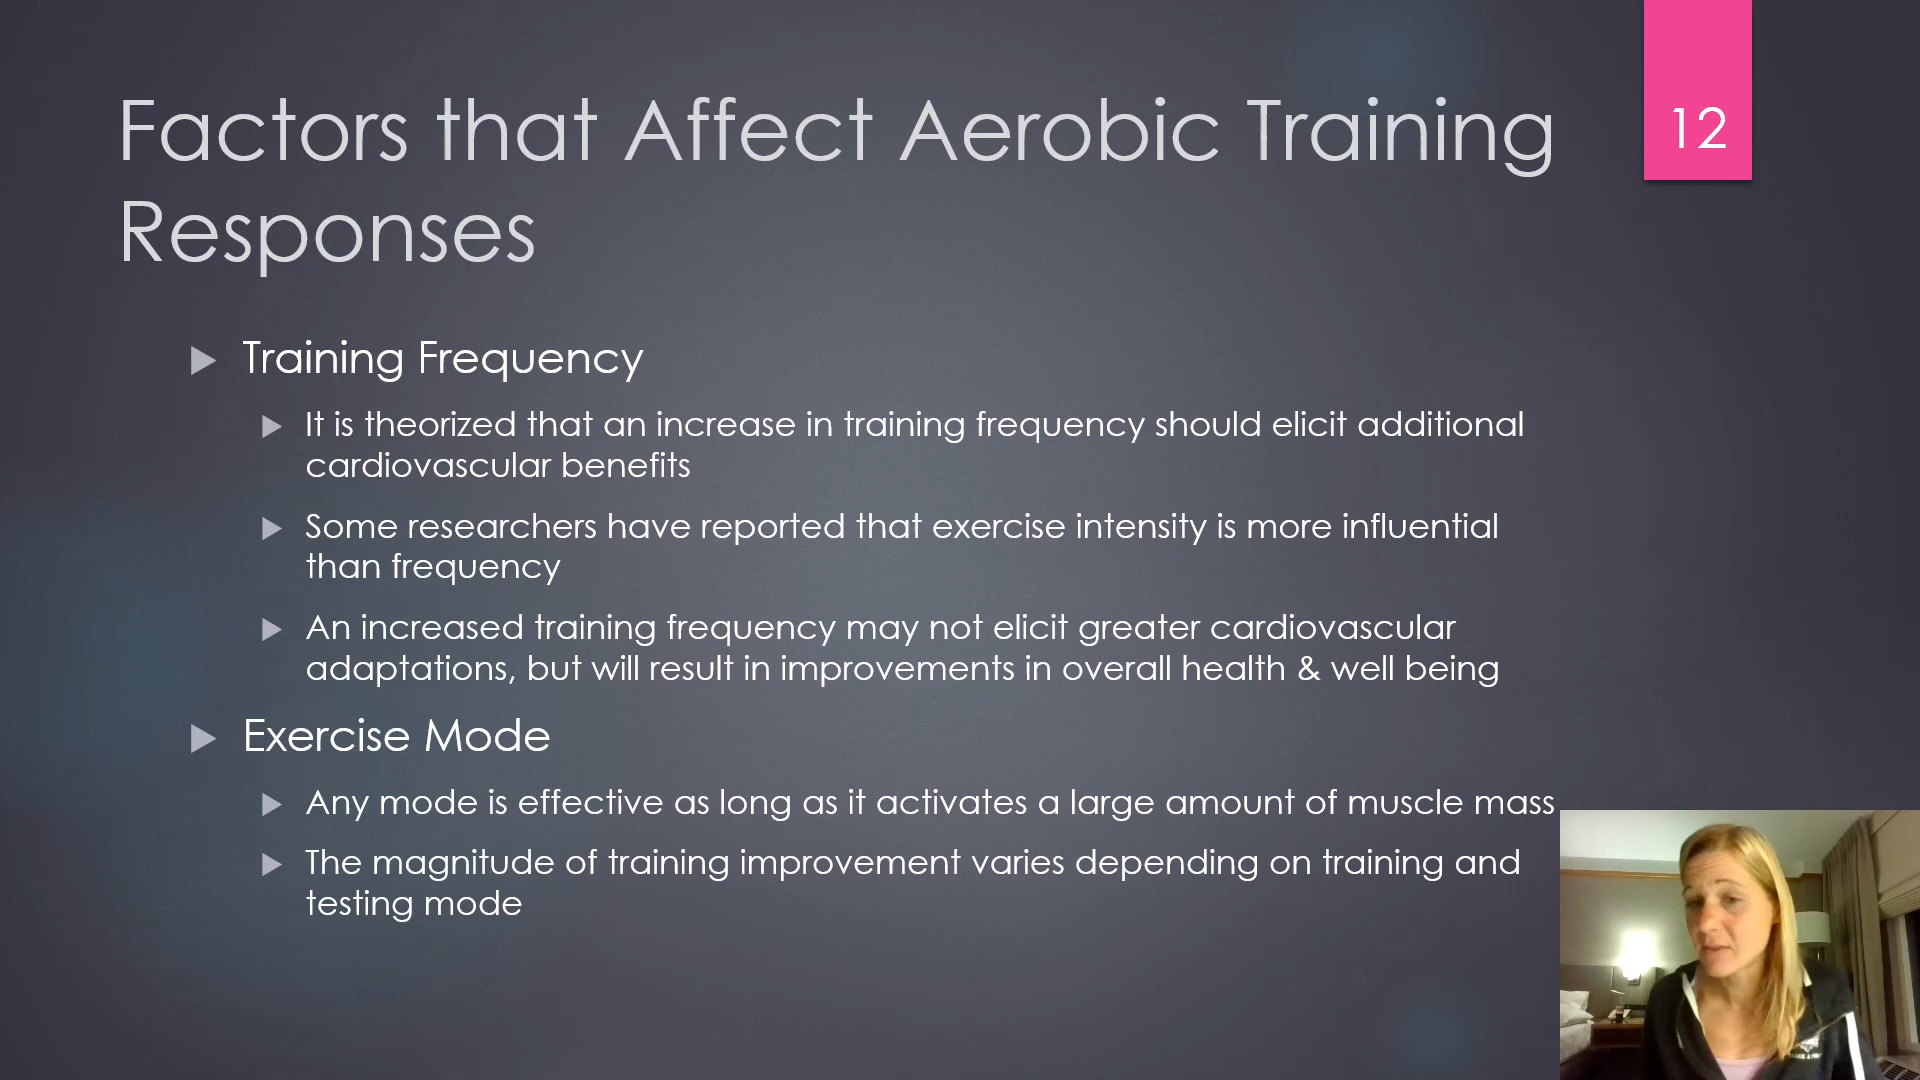 Factors that Affect Aerobic Training
Responses
12
Training Frequency
It is theorized that an increase in training frequency should elicit additional
cardiovascular benefits
Some researchers have reported that exercise intensity is more influential
than frequency
An increased training frequency may not elicit greater cardiovascular
adaptations, but will result in improvements in overall health & well being
Exercise Mode
Any mode is effective as long as it activates a large amount of muscle mass
The magnitude of training improvement varies depending on training and
testing mode